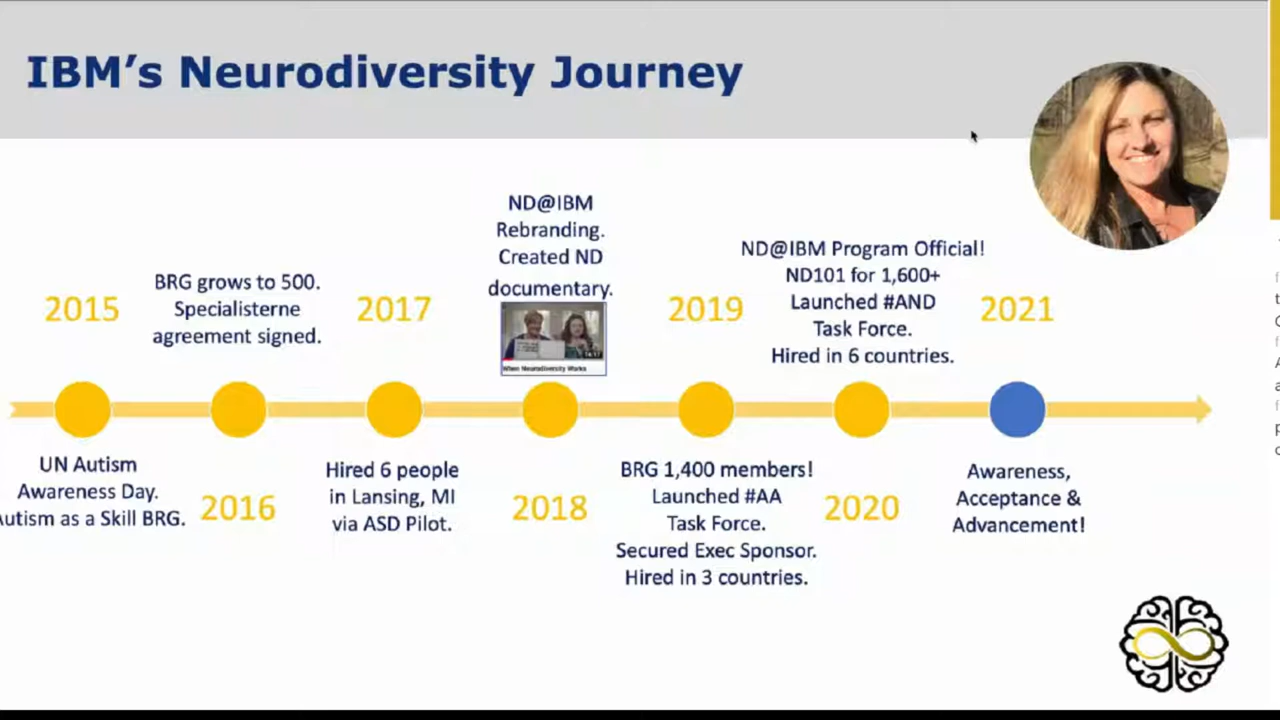 IBM's Neurodiversity Journey
2015
UN Autism
Awareness Day.
Autism as a Skill BRG.
BRG grows to 500.
Specialisterne
agreement signed.
2016
2017
Hired 6 people
in Lansing, MI
via ASD Pilot.
ND@IBM
Rebranding.
Created ND
documentary.
When Neurodiversity Works
2018
2019
BRG 1,400 members!
Launched #AA
Task Force.
Secured Exec Sponsor.
Hired in 3 countries.
ND@IBM Program Official!
ND101 for 1,600+
Launched #AND
Task Force.
Hired in 6 countries.
2020
2021
Awareness,
Acceptance &
Advancement!